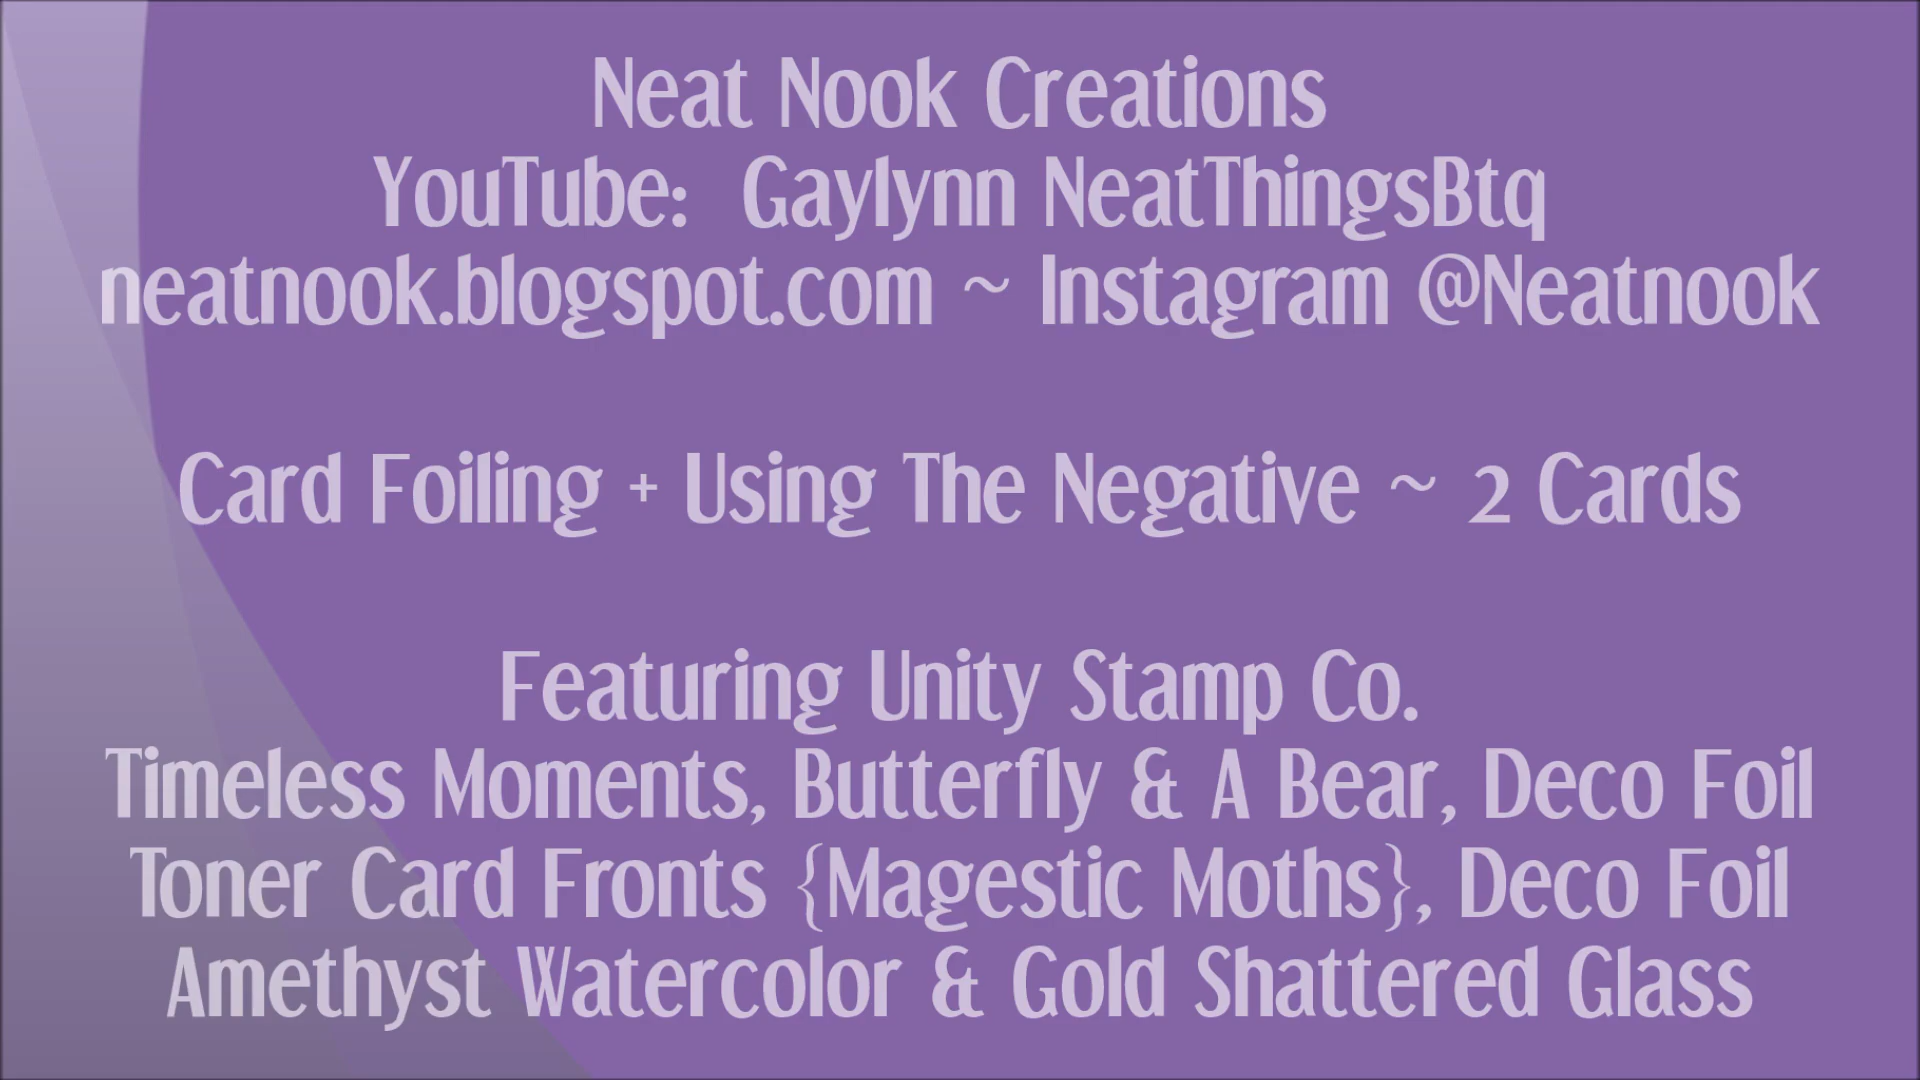 Neat Nook Creations
YouTube:  Gaylynn NeatThingsBtq
neatnook.blogspot.com ~ Instagram @Neatnook
Card Foiling + Using The Negative ~ 2 Cards
Featuring Unity Stamp Co.
Timeless Moments, Butterfly & A Bear, Deco Foil
Toner Card Fronts {Magestic Moths}, Deco Foil
Amethyst Watercolor & Gold Shattered Glass